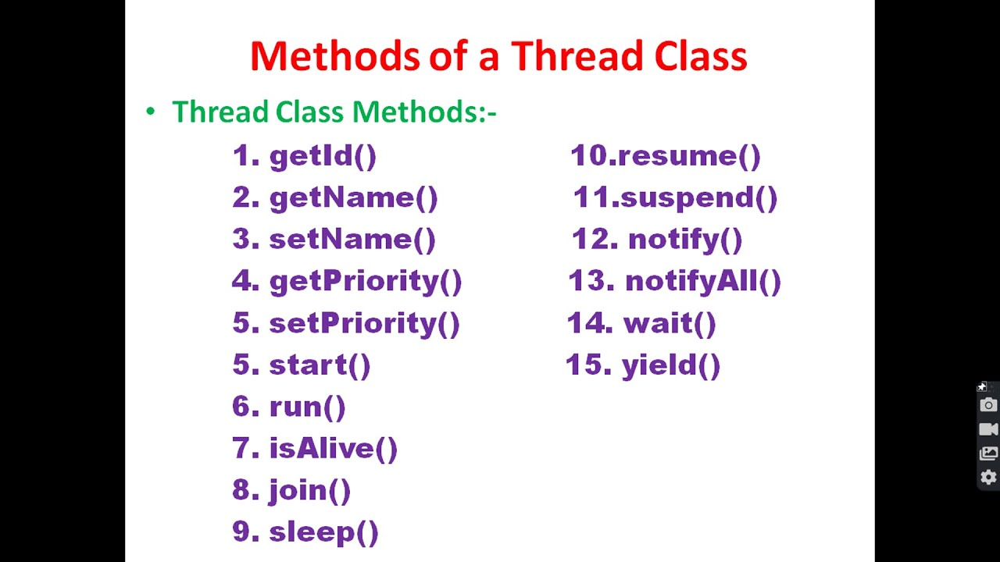 Methods of a Thread Class
• Thread Class Methods:-
1. getId()
2. getName()
3. setName()
4. getPriority()
5. setPriority()
5. start()
6. run()
7. isAlive()
8. join()
9. sleep()
10.resume()
11.suspend()
12. notify()
13. notifyAll()
14. wait()
15. yield()